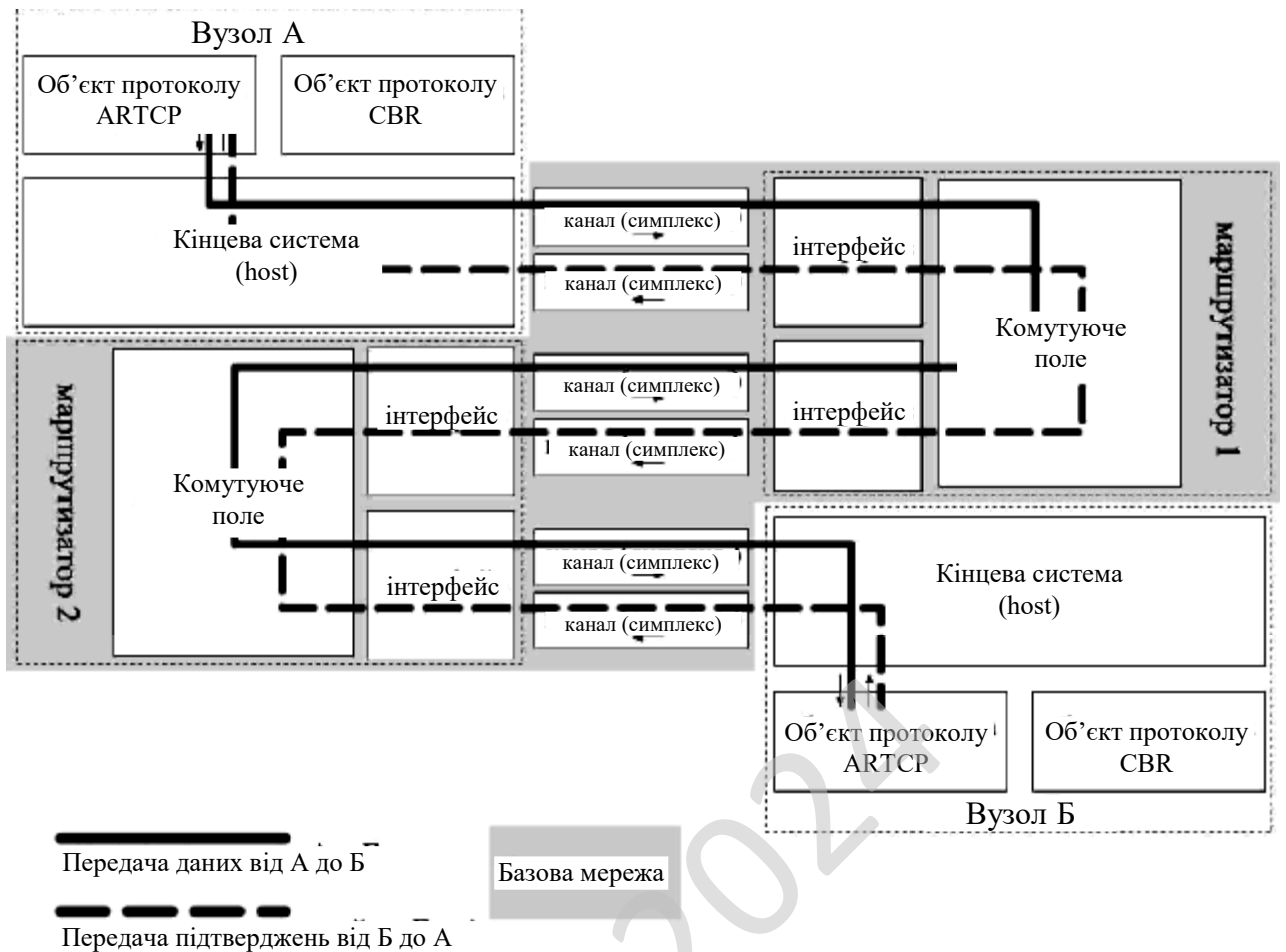 Вузол А
Об’єкт протоколу
ARTCP
Об’єкт протоколу
CBR
Кінцева система
(host)
канал (симплекс)
канал (симплекс)
інтерфейс
Комутуюче
поле
маршрутизатор 1
інтерфейс
канал (симплекс)
канал (симплекс)
інтерфейс
Комутуюче
поле
маршрутизатор 2
інтерфейс
канал (симплекс)
канал (симплекс)
Кінцева система
(host)
Об’єкт протоколу
ARTCP
Об’єкт протоколу
CBR
Вузол Б
Передача даних від А до Б
Базова мережа
Передача підтверджень від Б до А
2024